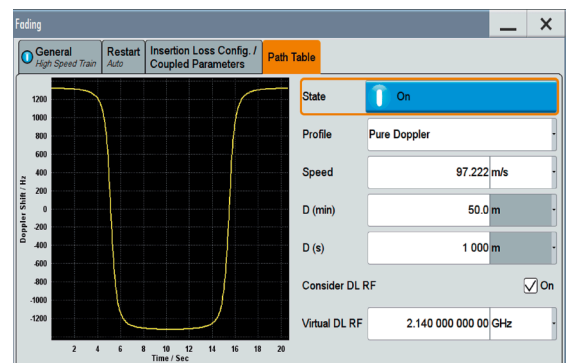 Fading
General
High Speed Train
Restart
Auto
Insertion Loss Config. /
Coupled Parameters
Path Table
Doppler Shift / Hz
1200
1000
800
600
400
200
0
-200
-400
-600
-800
-1000
-1200
2 4 6 8 10 12 14 16 18 20
Time / Sec
State On
Profile Pure Doppler
Speed 97.222 m/s
D (min) 50.0 m
D (s) 1 000 m
Consider DL RF On
Virtual DL RF 2.140 000 000 00 GHz